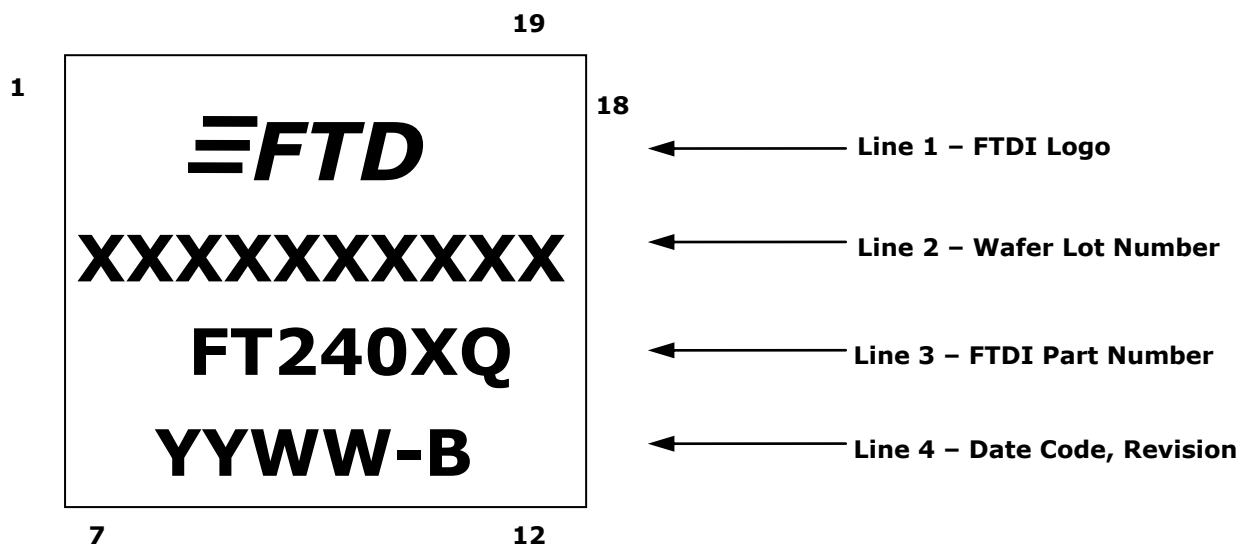 19
1
18
FTD
Line 1 – FTDI Logo
XXXXXXXXXX
Line 2 – Wafer Lot Number
FT240XQ
Line 3 – FTDI Part Number
YYWW-B
Line 4 – Date Code, Revision
7
12